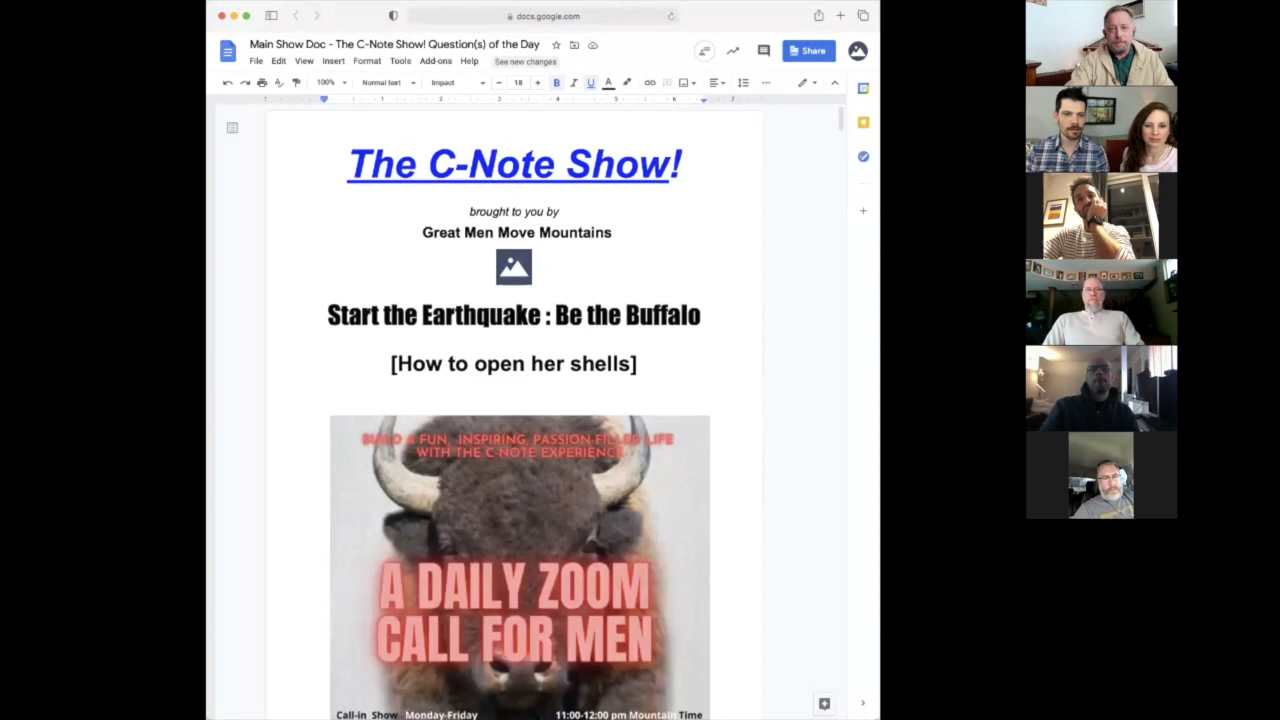 docs.google.com
Main Show Doc - The C-Note Show! Question(s) of the Day
Share
File Edit View Insert Format Tools Add-ons Help See new changes
100% Normal text Impact 18 B I U A
The C-Note Show!
brought to you by
Great Men Move Mountains
Start the Earthquake : Be the Buffalo
[How to open her shells]
BUILD A FUN, INSPIRING, PASSION-FILLED LIFE
WITH THE C-NOTE EXPERIENCE
A DAILY ZOOM
CALL FOR MEN
Call-in Show Monday-Friday 11:00-12:00 pm Mountain Time